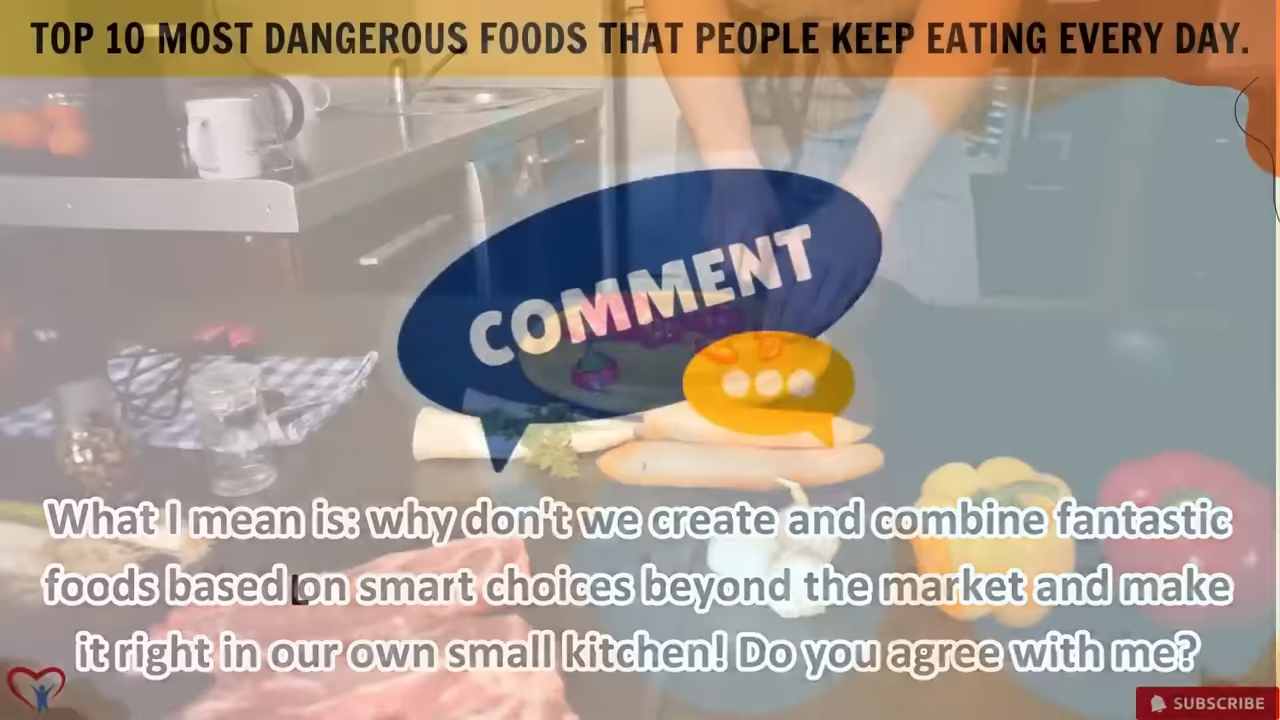 TOP 10 MOST DANGEROUS FOODS THAT PEOPLE KEEP EATING EVERY DAY.
COMMENT
What I mean is: why don't we create and combine fantastic
foods based on smart choices beyond the market and make
it right in our own small kitchen! Do you agree with me?
SUBSCRIBE